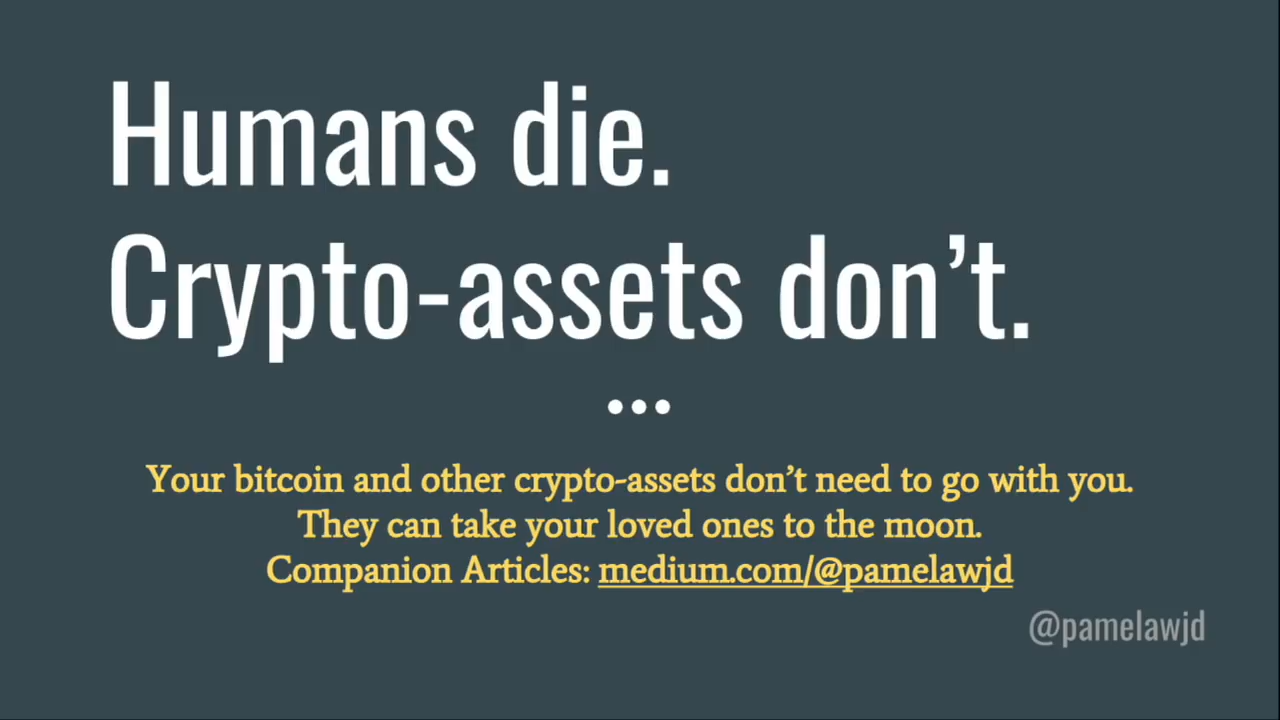 Humans die.
Crypto-assets don’t.
...
Your bitcoin and other crypto-assets don’t need to go with you.
They can take your loved ones to the moon.
Companion Articles: medium.com/@pamelawjd
@pamelawjd